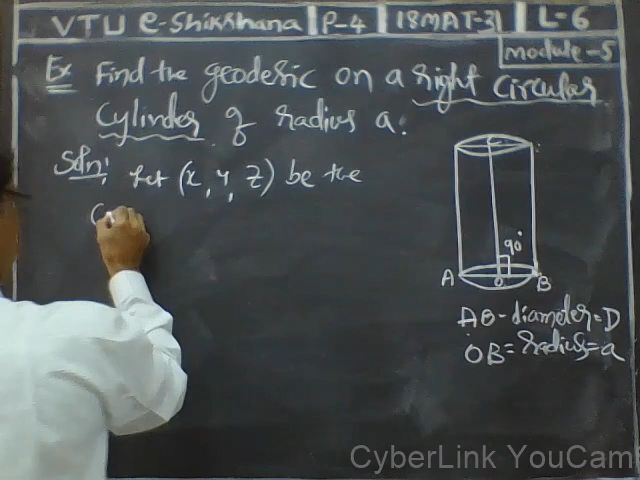 VTU e-Shikshana P-4 18MAT-31 L-6
module-5
Ex Find the geodesic on a right circular
Cylinder of radius a.
Soln: Let (x, y, z) be the
90°
A O B
AB-diameter=D
OB=radius=a
CyberLink YouCam